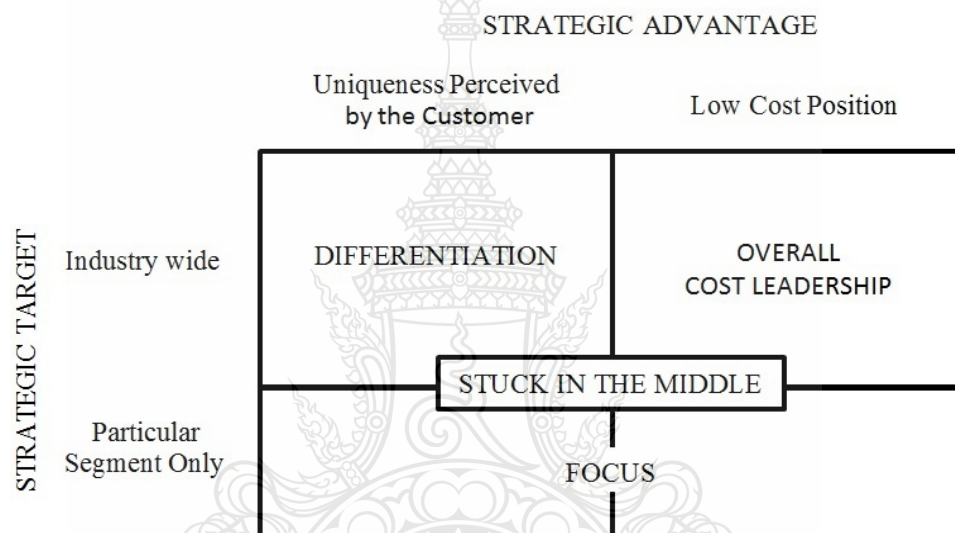 STRATEGIC ADVANTAGE
Uniqueness Perceived
by the Customer
Low Cost Position
STRATEGIC TARGET
Industry wide
DIFFERENTIATION
OVERALL
COST LEADERSHIP
STUCK IN THE MIDDLE
Particular
Segment Only
FOCUS